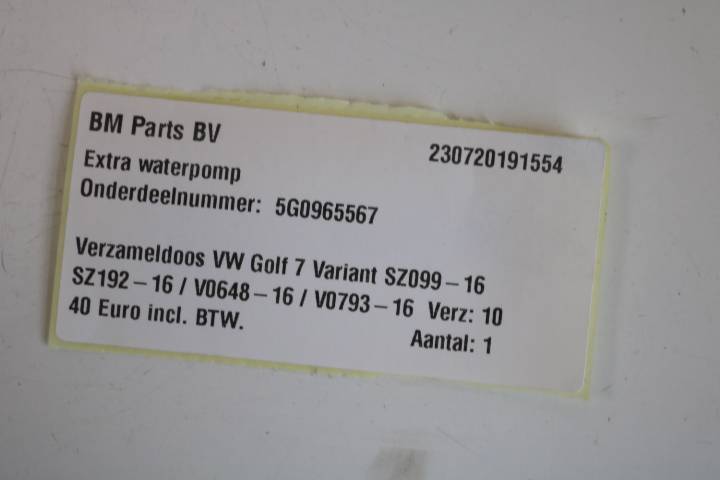 BM Parts BV
230720191554
Extra waterpomp
Onderdeelnummer: 5G0965567
Verzameldoos VW Golf 7 Variant SZ099-16
SZ192-16 / V0648-16 / V0793-16 Verz: 10
40 Euro incl. BTW.
Aantal: 1